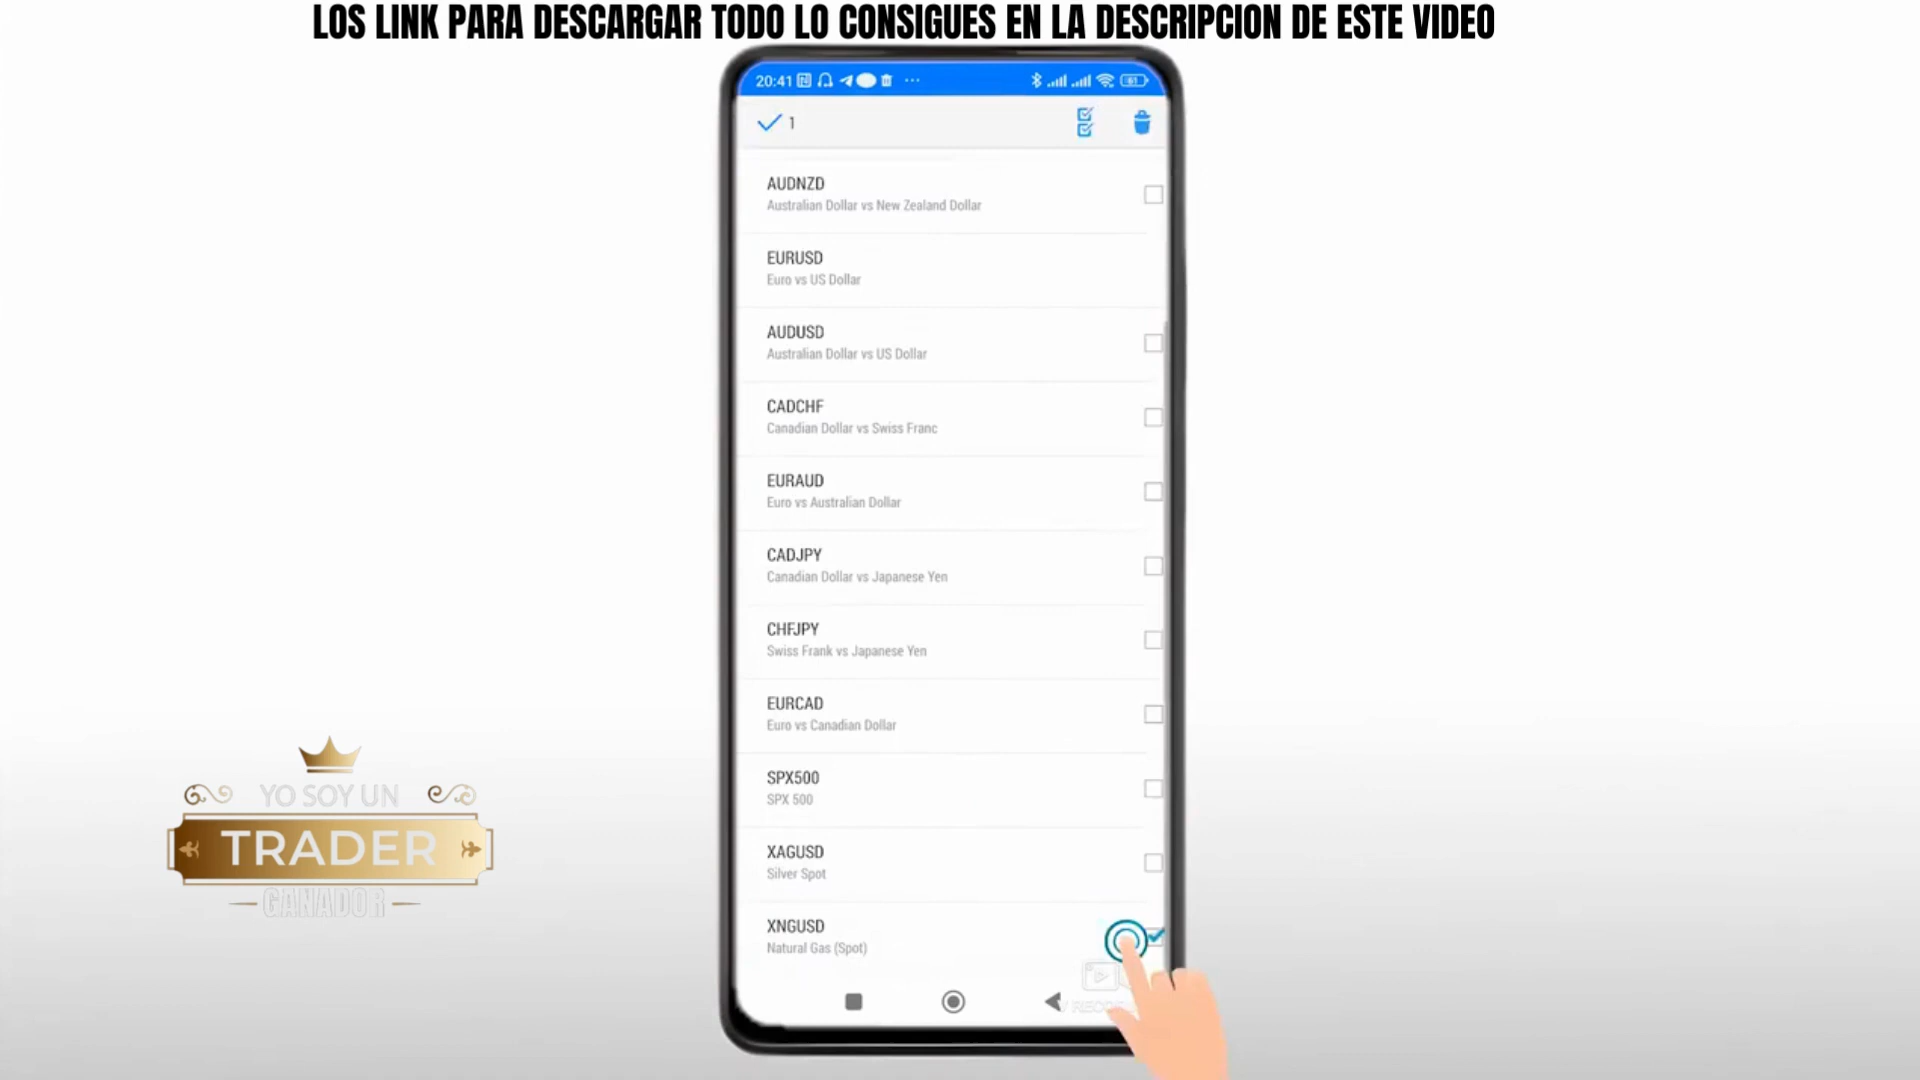 LOS LINK PARA DESCARGAR TODO LO CONSIGUES EN LA DESCRIPCION DE ESTE VIDEO
20:41
61
1
AUDNZD
Australian Dollar vs New Zealand Dollar
EURUSD
Euro vs US Dollar
AUDUSD
Australian Dollar vs US Dollar
CADCHF
Canadian Dollar vs Swiss Franc
EURAUD
Euro vs Australian Dollar
CADJPY
Canadian Dollar vs Japanese Yen
CHFJPY
Swiss Frank vs Japanese Yen
EURCAD
Euro vs Canadian Dollar
SPX500
SPX 500
XAGUSD
Silver Spot
XNGUSD
Natural Gas (Spot)
YO SOY UN
TRADER
GANADOR